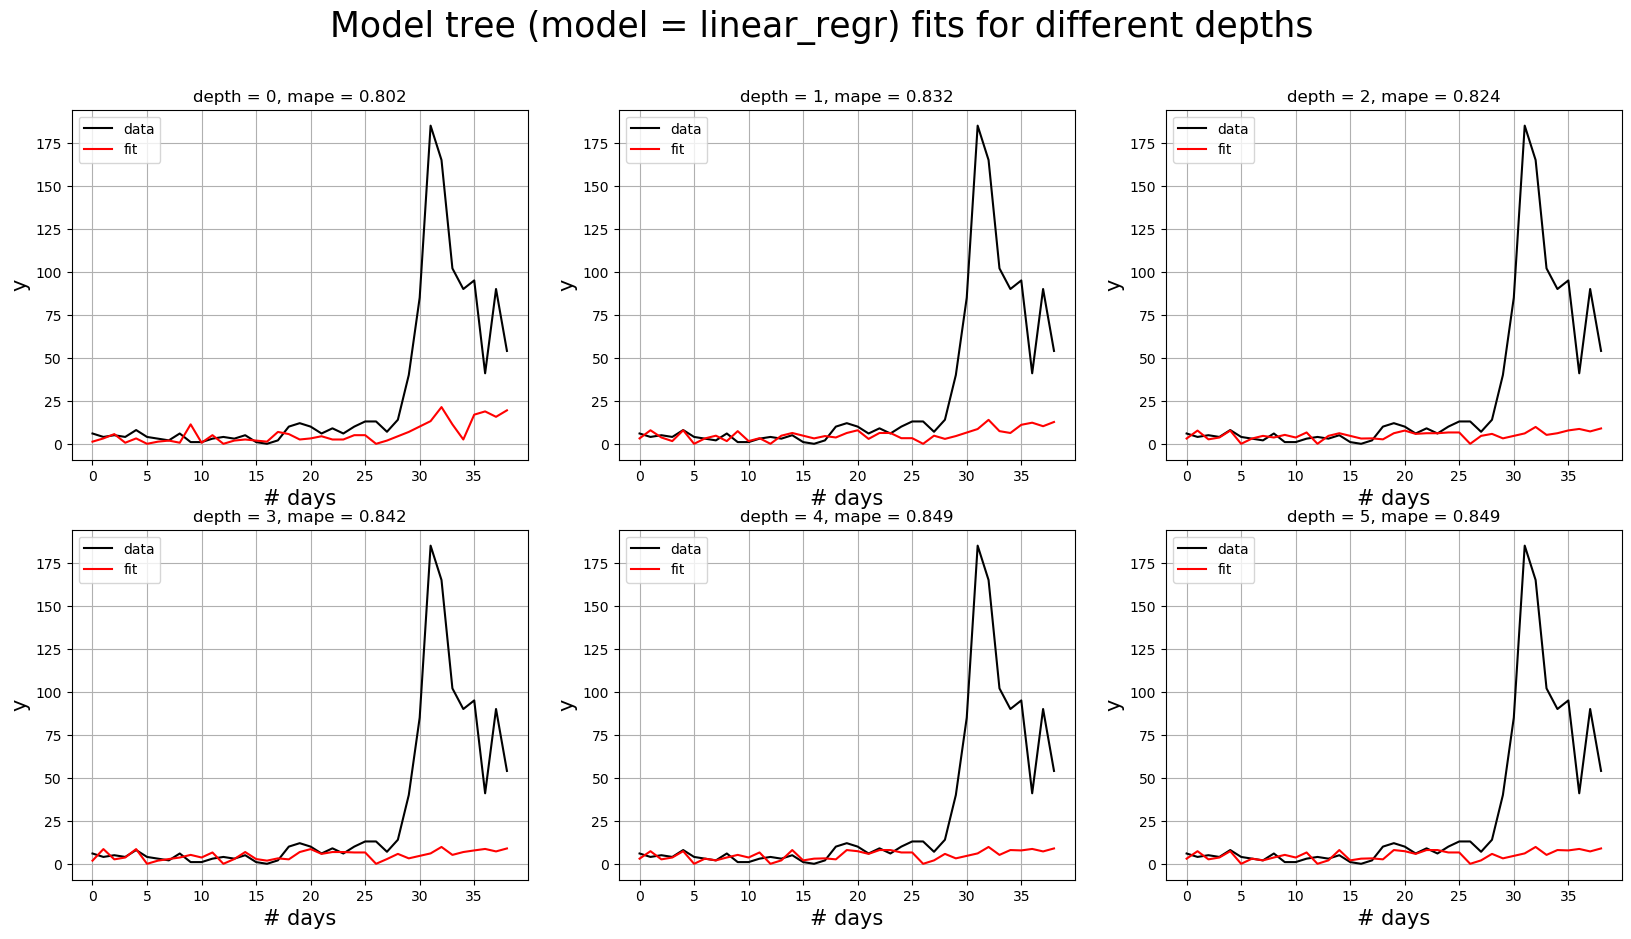 Model tree (model = linear_regr) fits for different depths
depth = 0, mape = 0.802
depth = 1, mape = 0.832
depth = 2, mape = 0.824
data
fit
data
fit
data
fit
y
175
150
125
100
75
50
25
0
y
175
150
125
100
75
50
25
0
y
175
150
125
100
75
50
25
0
0 5 10 15 20 25 30 35
0 5 10 15 20 25 30 35
0 5 10 15 20 25 30 35
# days
# days
# days
depth = 3, mape = 0.842
depth = 4, mape = 0.849
depth = 5, mape = 0.849
data
fit
data
fit
data
fit
y
175
150
125
100
75
50
25
0
y
175
150
125
100
75
50
25
0
y
175
150
125
100
75
50
25
0
0 5 10 15 20 25 30 35
0 5 10 15 20 25 30 35
0 5 10 15 20 25 30 35
# days
# days
# days